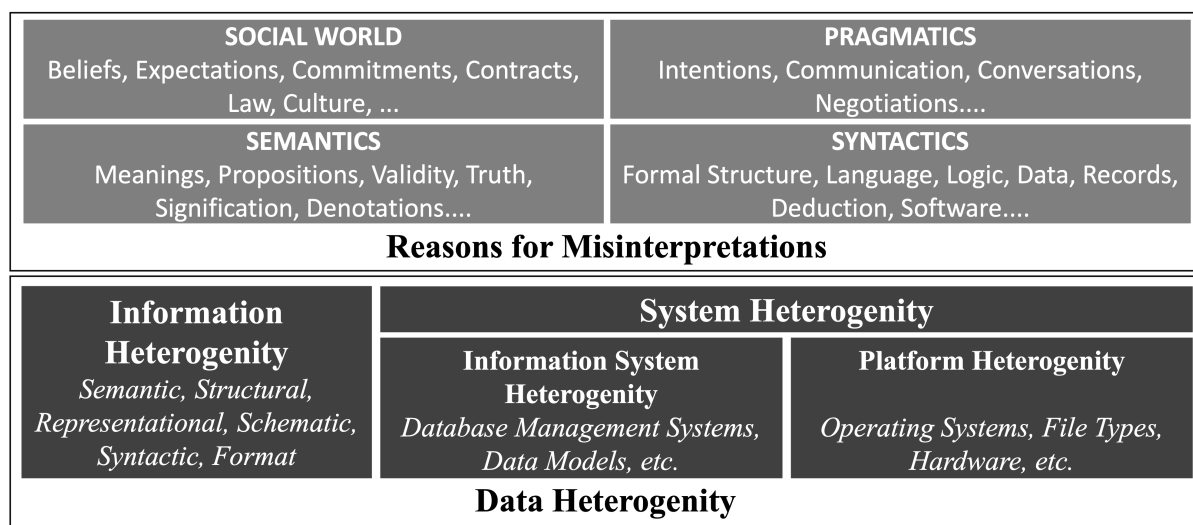 SOCIAL WORLD
Beliefs, Expectations, Commitments, Contracts,
Law, Culture, ...
PRAGMATICS
Intentions, Communication, Conversations,
Negotiations....
SEMANTICS
Meanings, Propositions, Validity, Truth,
Signification, Denotations....
SYNTACTICS
Formal Structure, Language, Logic, Data, Records,
Deduction, Software....
Reasons for Misinterpretations
Information
Heterogenity
Semantic, Structural,
Representational, Schematic,
Syntactic, Format
System Heterogenity
Information System
Heterogenity
Database Management Systems,
Data Models, etc.
Platform Heterogenity
Operating Systems, File Types,
Hardware, etc.
Data Heterogenity